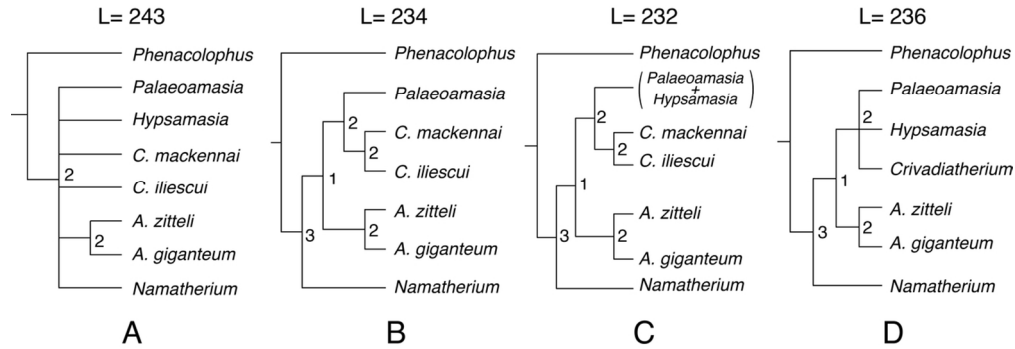 L= 243
Phenacolophus
Palaeoamasia
Hypsamasia
C. mackennai
2
C. iliescui
A. zitteli
2
A. giganteum
Namatherium
A
L= 234
Phenacolophus
Palaeoamasia
2
C. mackennai
2
C. iliescui
1
A. zitteli
2
3
A. giganteum
Namatherium
B
L= 232
Phenacolophus
( Palaeoamasia
+
Hypsamasia )
2
C. mackennai
2
C. iliescui
1
A. zitteli
2
3
A. giganteum
Namatherium
C
L= 236
Phenacolophus
Palaeoamasia
2
Hypsamasia
Crivadiatherium
1
A. zitteli
2
3
A. giganteum
Namatherium
D